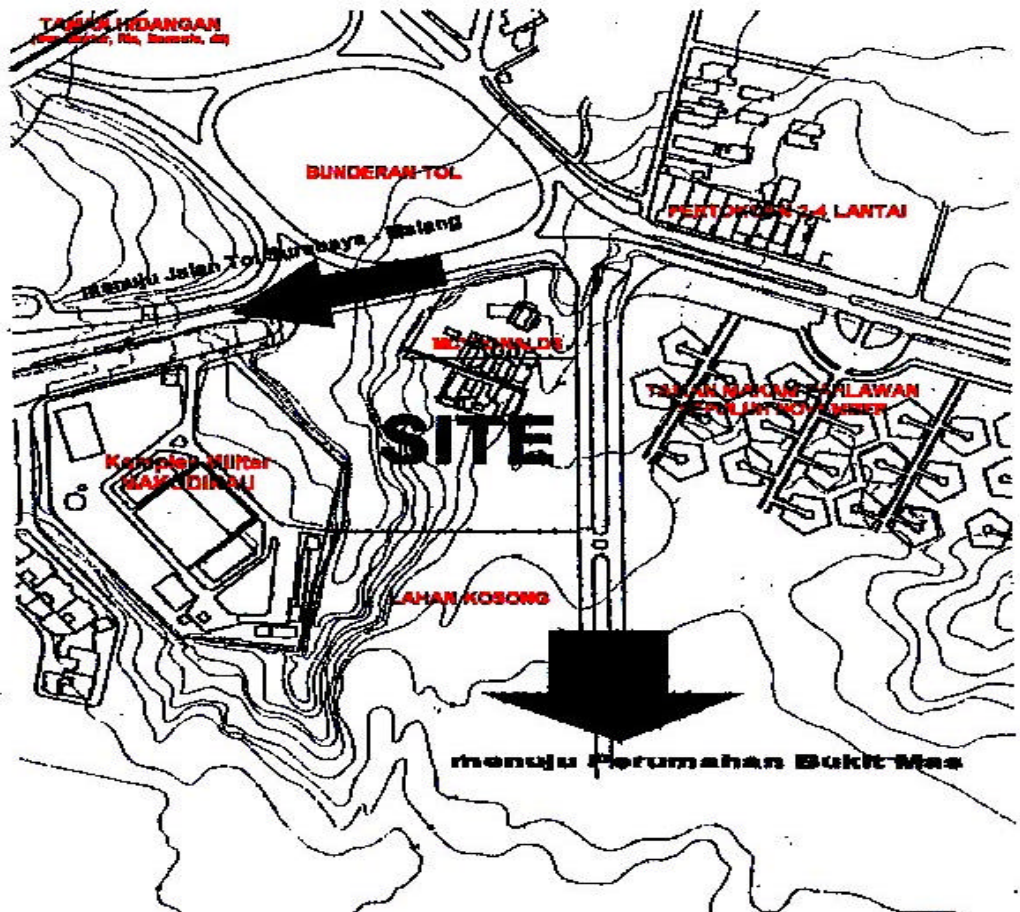 TAMAN HIDANGAN
BUNDERAN TOL
PERTOKOAN 2-4 LANTAI
Menuju Jalan Tol Surabaya - Malang
MC DONALDS
TAMAN MAKAM PAHLAWAN
SEPULUH NOVEMBER
SITE
Komplek Militer
LAHAN KOSONG
menuju Perumahan Bukit Mas